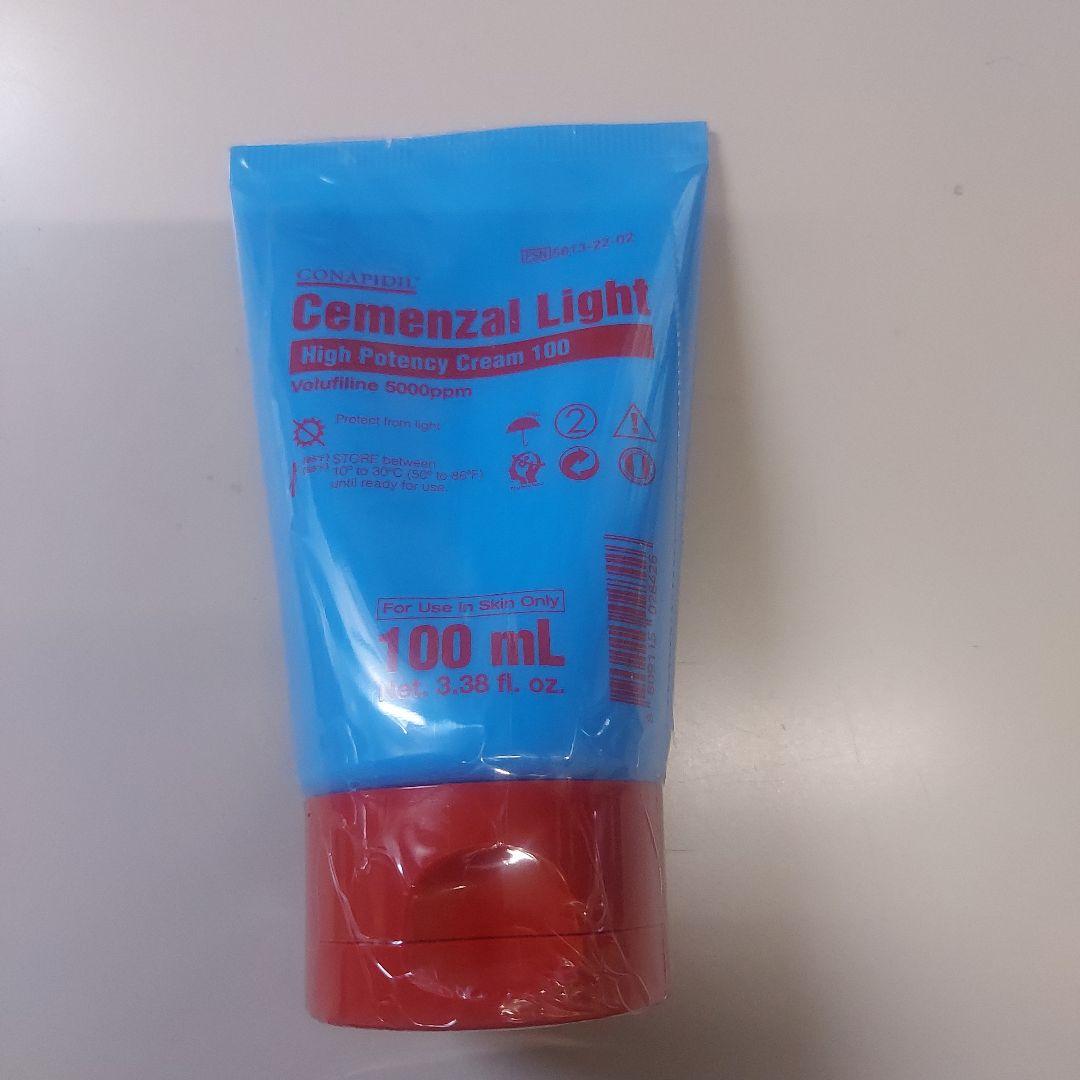 PSN 5613-22-02
CONAPIDIL
Cemenzal Light
High Potency Cream 100
Volufiline 5000ppm
Protect from light
STORE between
10° to 30°C (50° to 86°F)
until ready for use.
2
For Use in Skin Only
100 mL
Net. 3.38 fl. oz.